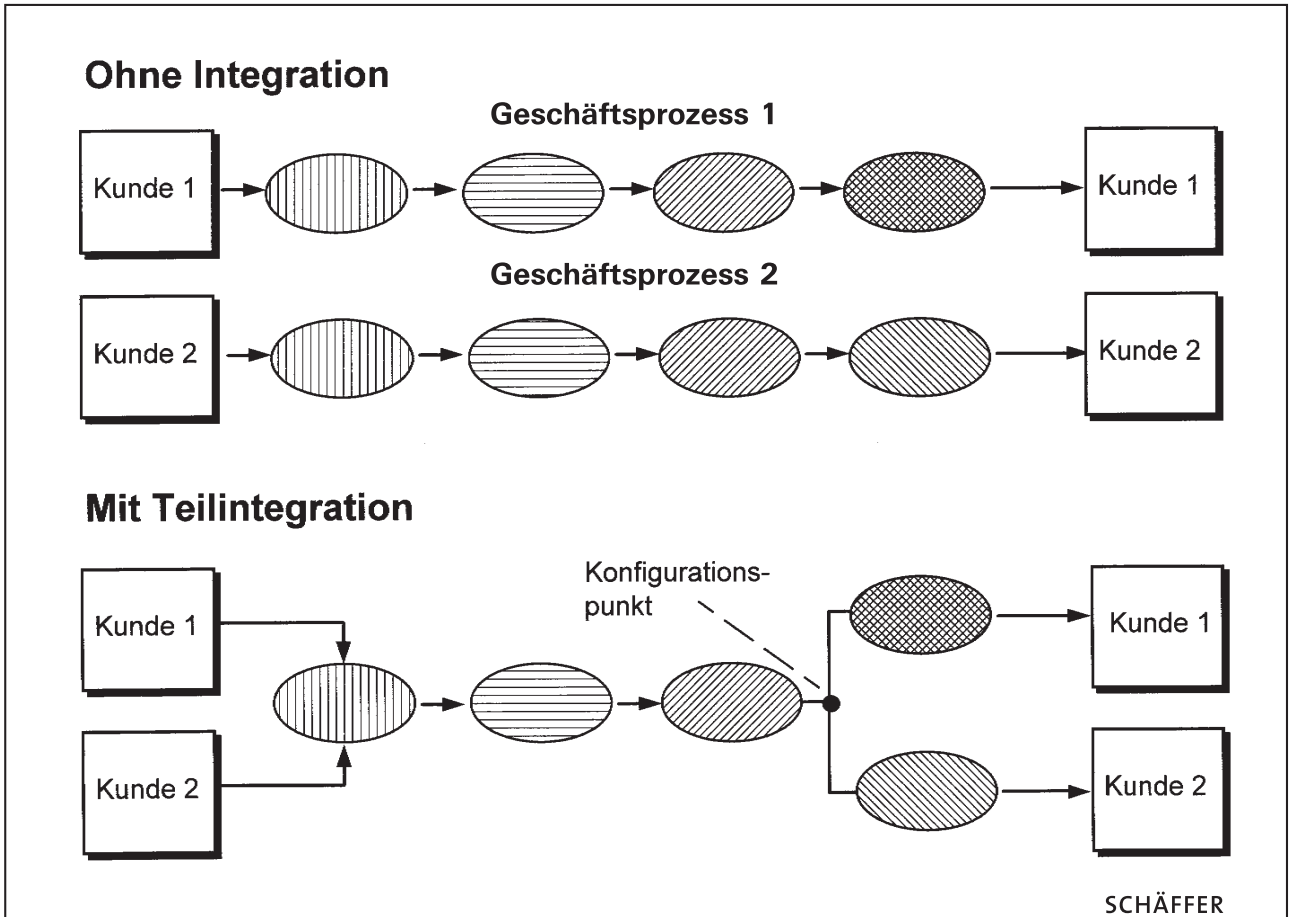 Ohne Integration
Geschäftsprozess 1
Kunde 1
Kunde 1
Geschäftsprozess 2
Kunde 2
Kunde 2
Mit Teilintegration
Konfigurations-
punkt
Kunde 1
Kunde 1
Kunde 2
Kunde 2
SCHÄFFER